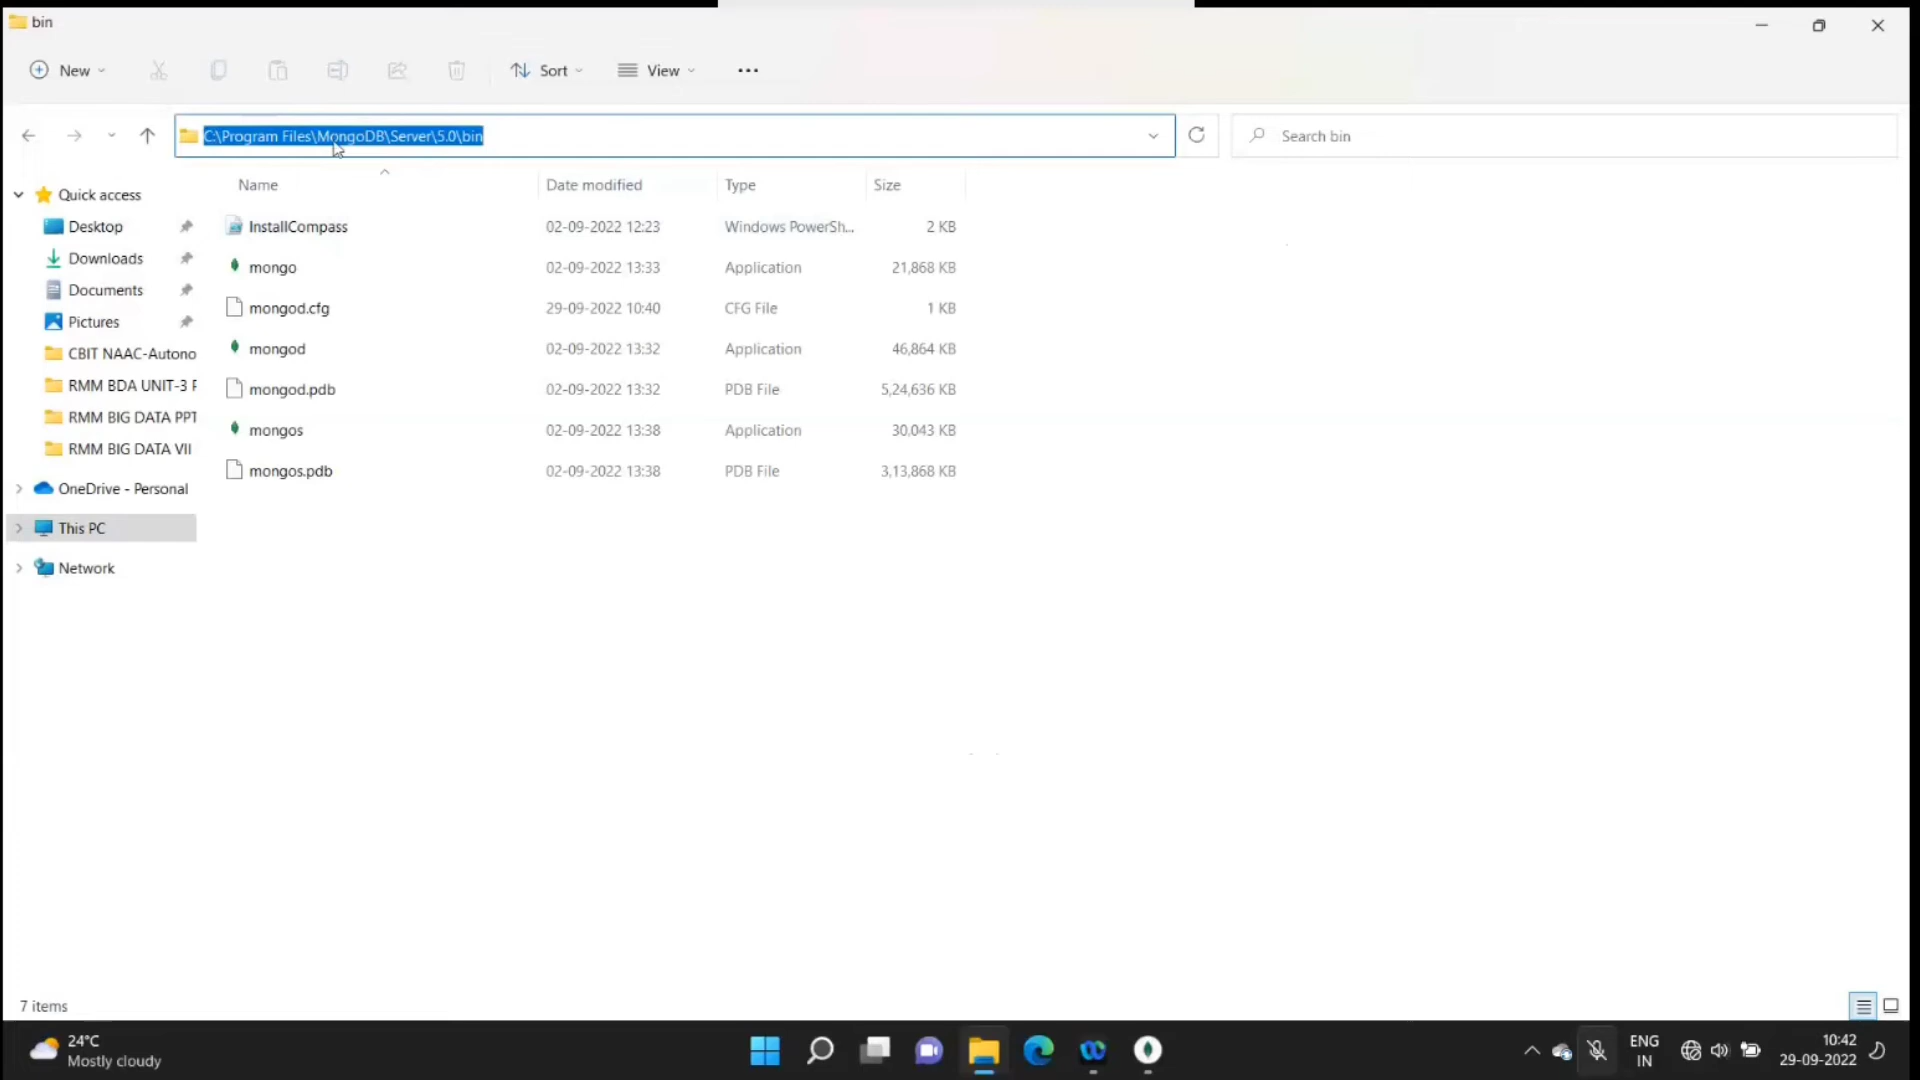 bin
New
Sort
View
C:\Program Files\MongoDB\Server\5.0\bin
Search bin
Name
Date modified
Type
Size
Quick access
Desktop
Downloads
Documents
Pictures
CBIT NAAC-Autono
RMM BDA UNIT-3 F
RMM BIG DATA PPT
RMM BIG DATA VII
OneDrive - Personal
This PC
Network
InstallCompass 02-09-2022 12:23 Windows PowerSh... 2 KB
mongo 02-09-2022 13:33 Application 21,868 KB
mongod.cfg 29-09-2022 10:40 CFG File 1 KB
mongod 02-09-2022 13:32 Application 46,864 KB
mongod.pdb 02-09-2022 13:32 PDB File 5,24,636 KB
mongos 02-09-2022 13:38 Application 30,043 KB
mongos.pdb 02-09-2022 13:38 PDB File 3,13,868 KB
7 items
24°C
Mostly cloudy
ENG
IN
10:42
29-09-2022